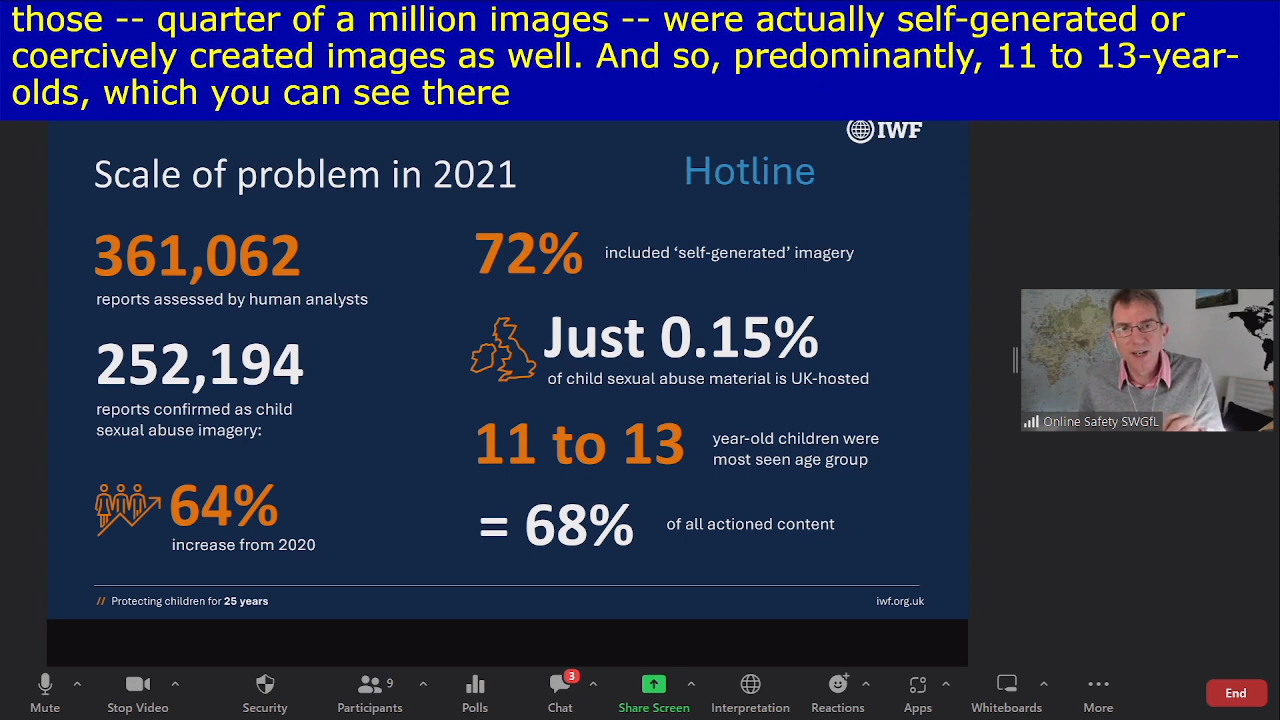 those -- quarter of a million images -- were actually self-generated or
coercively created images as well. And so, predominantly, 11 to 13-year-
olds, which you can see there
IWF
Scale of problem in 2021
Hotline
361,062
reports assessed by human analysts
252,194
reports confirmed as child
sexual abuse imagery:
64%
increase from 2020
72%
included ‘self-generated’ imagery
Just 0.15%
of child sexual abuse material is UK-hosted
11 to 13
year-old children were
most seen age group
= 68%
of all actioned content
// Protecting children for 25 years
iwf.org.uk
Online Safety SWGfL
Mute
Stop Video
Security
9
Participants
Polls
3
Chat
Share Screen
Interpretation
Reactions
Apps
Whiteboards
More
End